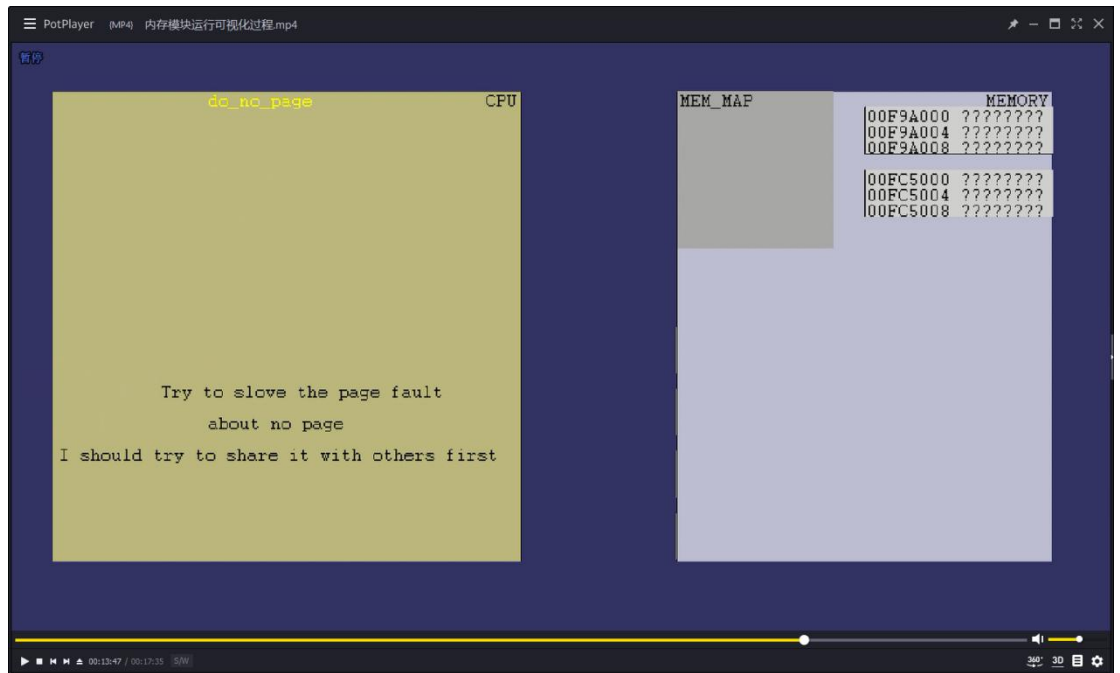 PotPlayer (MP4) 内存模块运行可视化过程.mp4
暂停
do_no_page CPU
Try to slove the page fault
about no page
I should try to share it with others first
MEM_MAP MEMORY
00F9A000 ????????
00F9A004 ????????
00F9A008 ????????
00FC5000 ????????
00FC5004 ????????
00FC5008 ????????
00:13:47 / 00:17:35 S/W
360° 3D